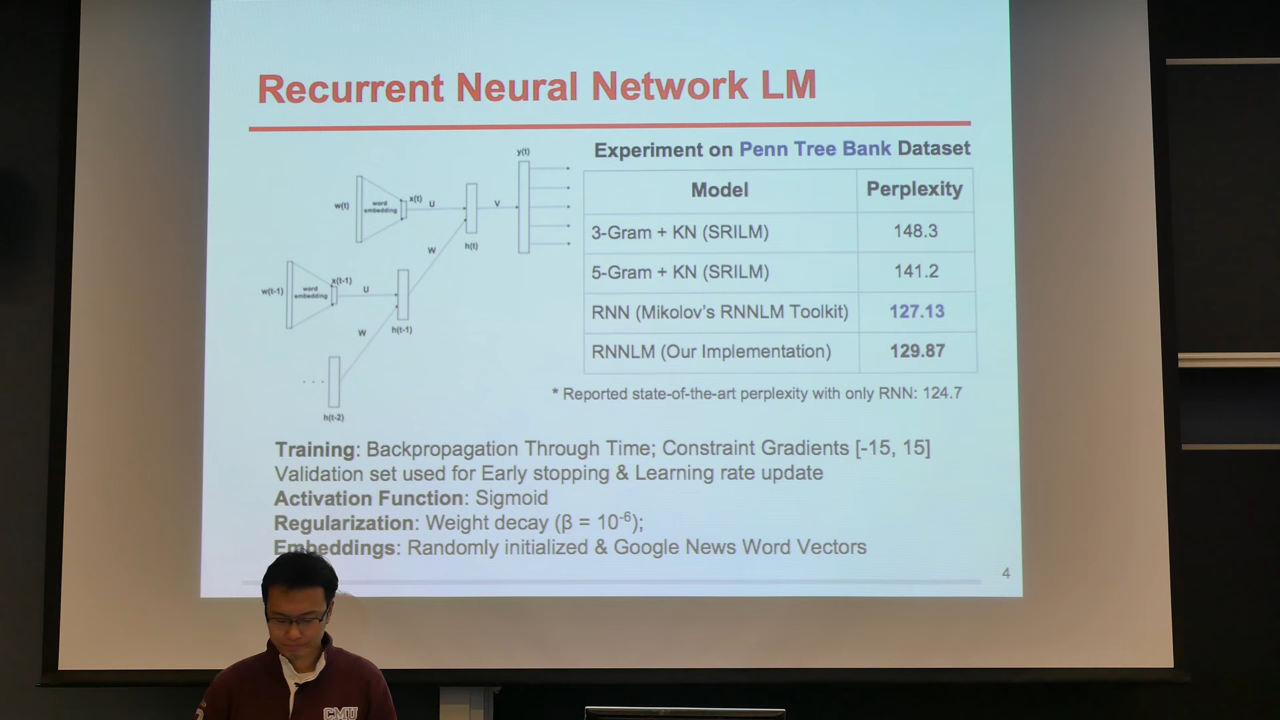 Recurrent Neural Network LM
y(t)
w(t)
word
embedding
x(t)
U
V
W
h(t)
w(t-1)
word
embedding
x(t-1)
U
W
h(t-1)
. . .
h(t-2)
Experiment on Penn Tree Bank Dataset
Model Perplexity
3-Gram + KN (SRILM) 148.3
5-Gram + KN (SRILM) 141.2
RNN (Mikolov's RNNLM Toolkit) 127.13
RNNLM (Our Implementation) 129.87
* Reported state-of-the-art perplexity with only RNN: 124.7
Training: Backpropagation Through Time; Constraint Gradients [-15, 15]
Validation set used for Early stopping & Learning rate update
Activation Function: Sigmoid
Regularization: Weight decay (β = 10⁻⁶);
Embeddings: Randomly initialized & Google News Word Vectors
4
CMU